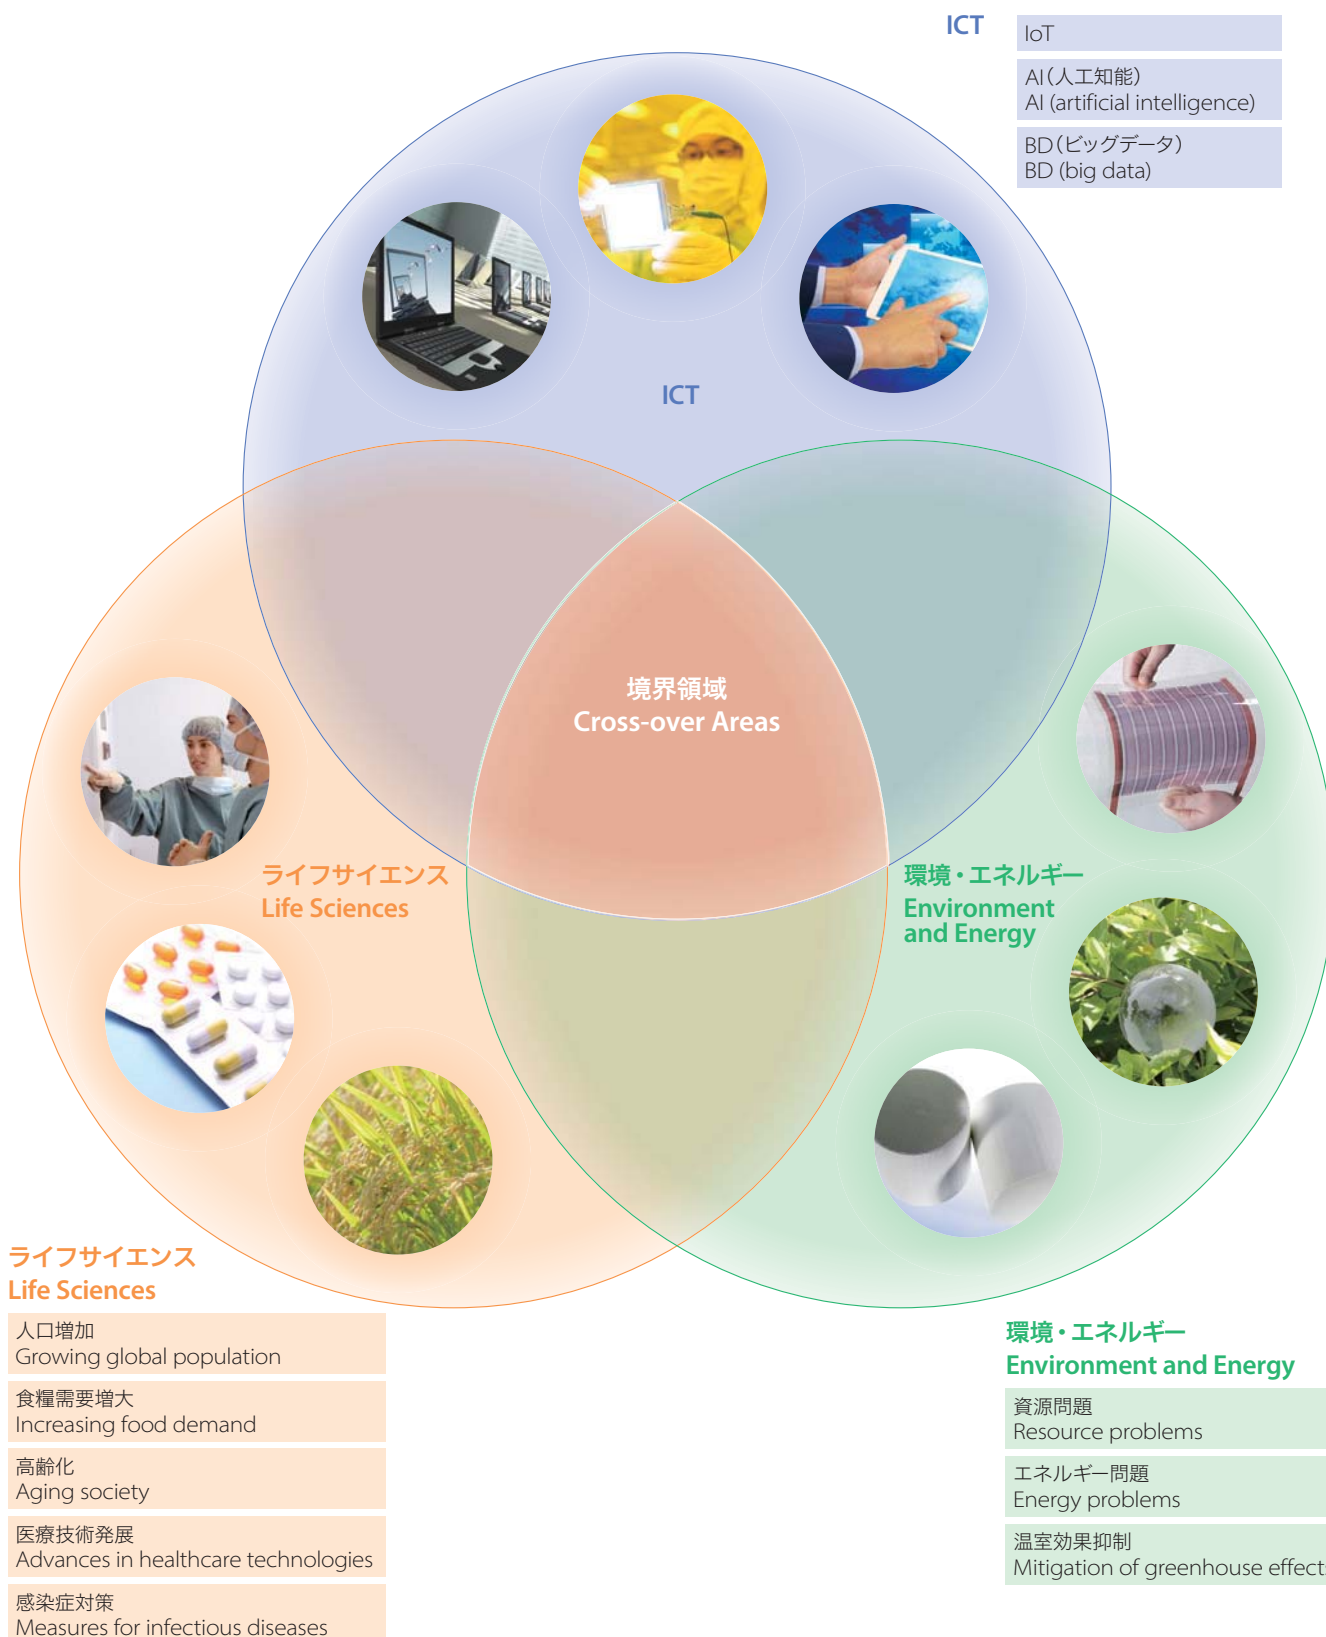 ICT
IoT
AI（人工知能）
AI (artificial intelligence)
BD（ビッグデータ）
BD (big data)
ICT
境界領域
Cross-over Areas
ライフサイエンス
Life Sciences
環境・エネルギー
Environment
and Energy
ライフサイエンス
Life Sciences
人口増加
Growing global population
食糧需要増大
Increasing food demand
高齢化
Aging society
医療技術発展
Advances in healthcare technologies
感染症対策
Measures for infectious diseases
環境・エネルギー
Environment and Energy
資源問題
Resource problems
エネルギー問題
Energy problems
温室効果抑制
Mitigation of greenhouse effects